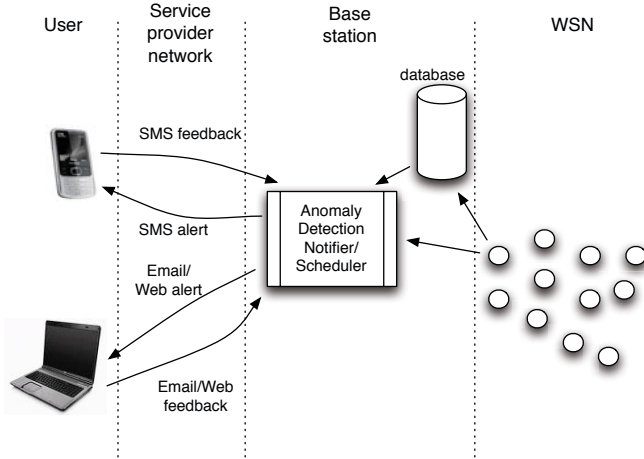 User
Service
provider
network
Base
station
WSN
database
SMS feedback
Anomaly
Detection
Notifier/
Scheduler
SMS alert
Email/
Web alert
Email/Web
feedback